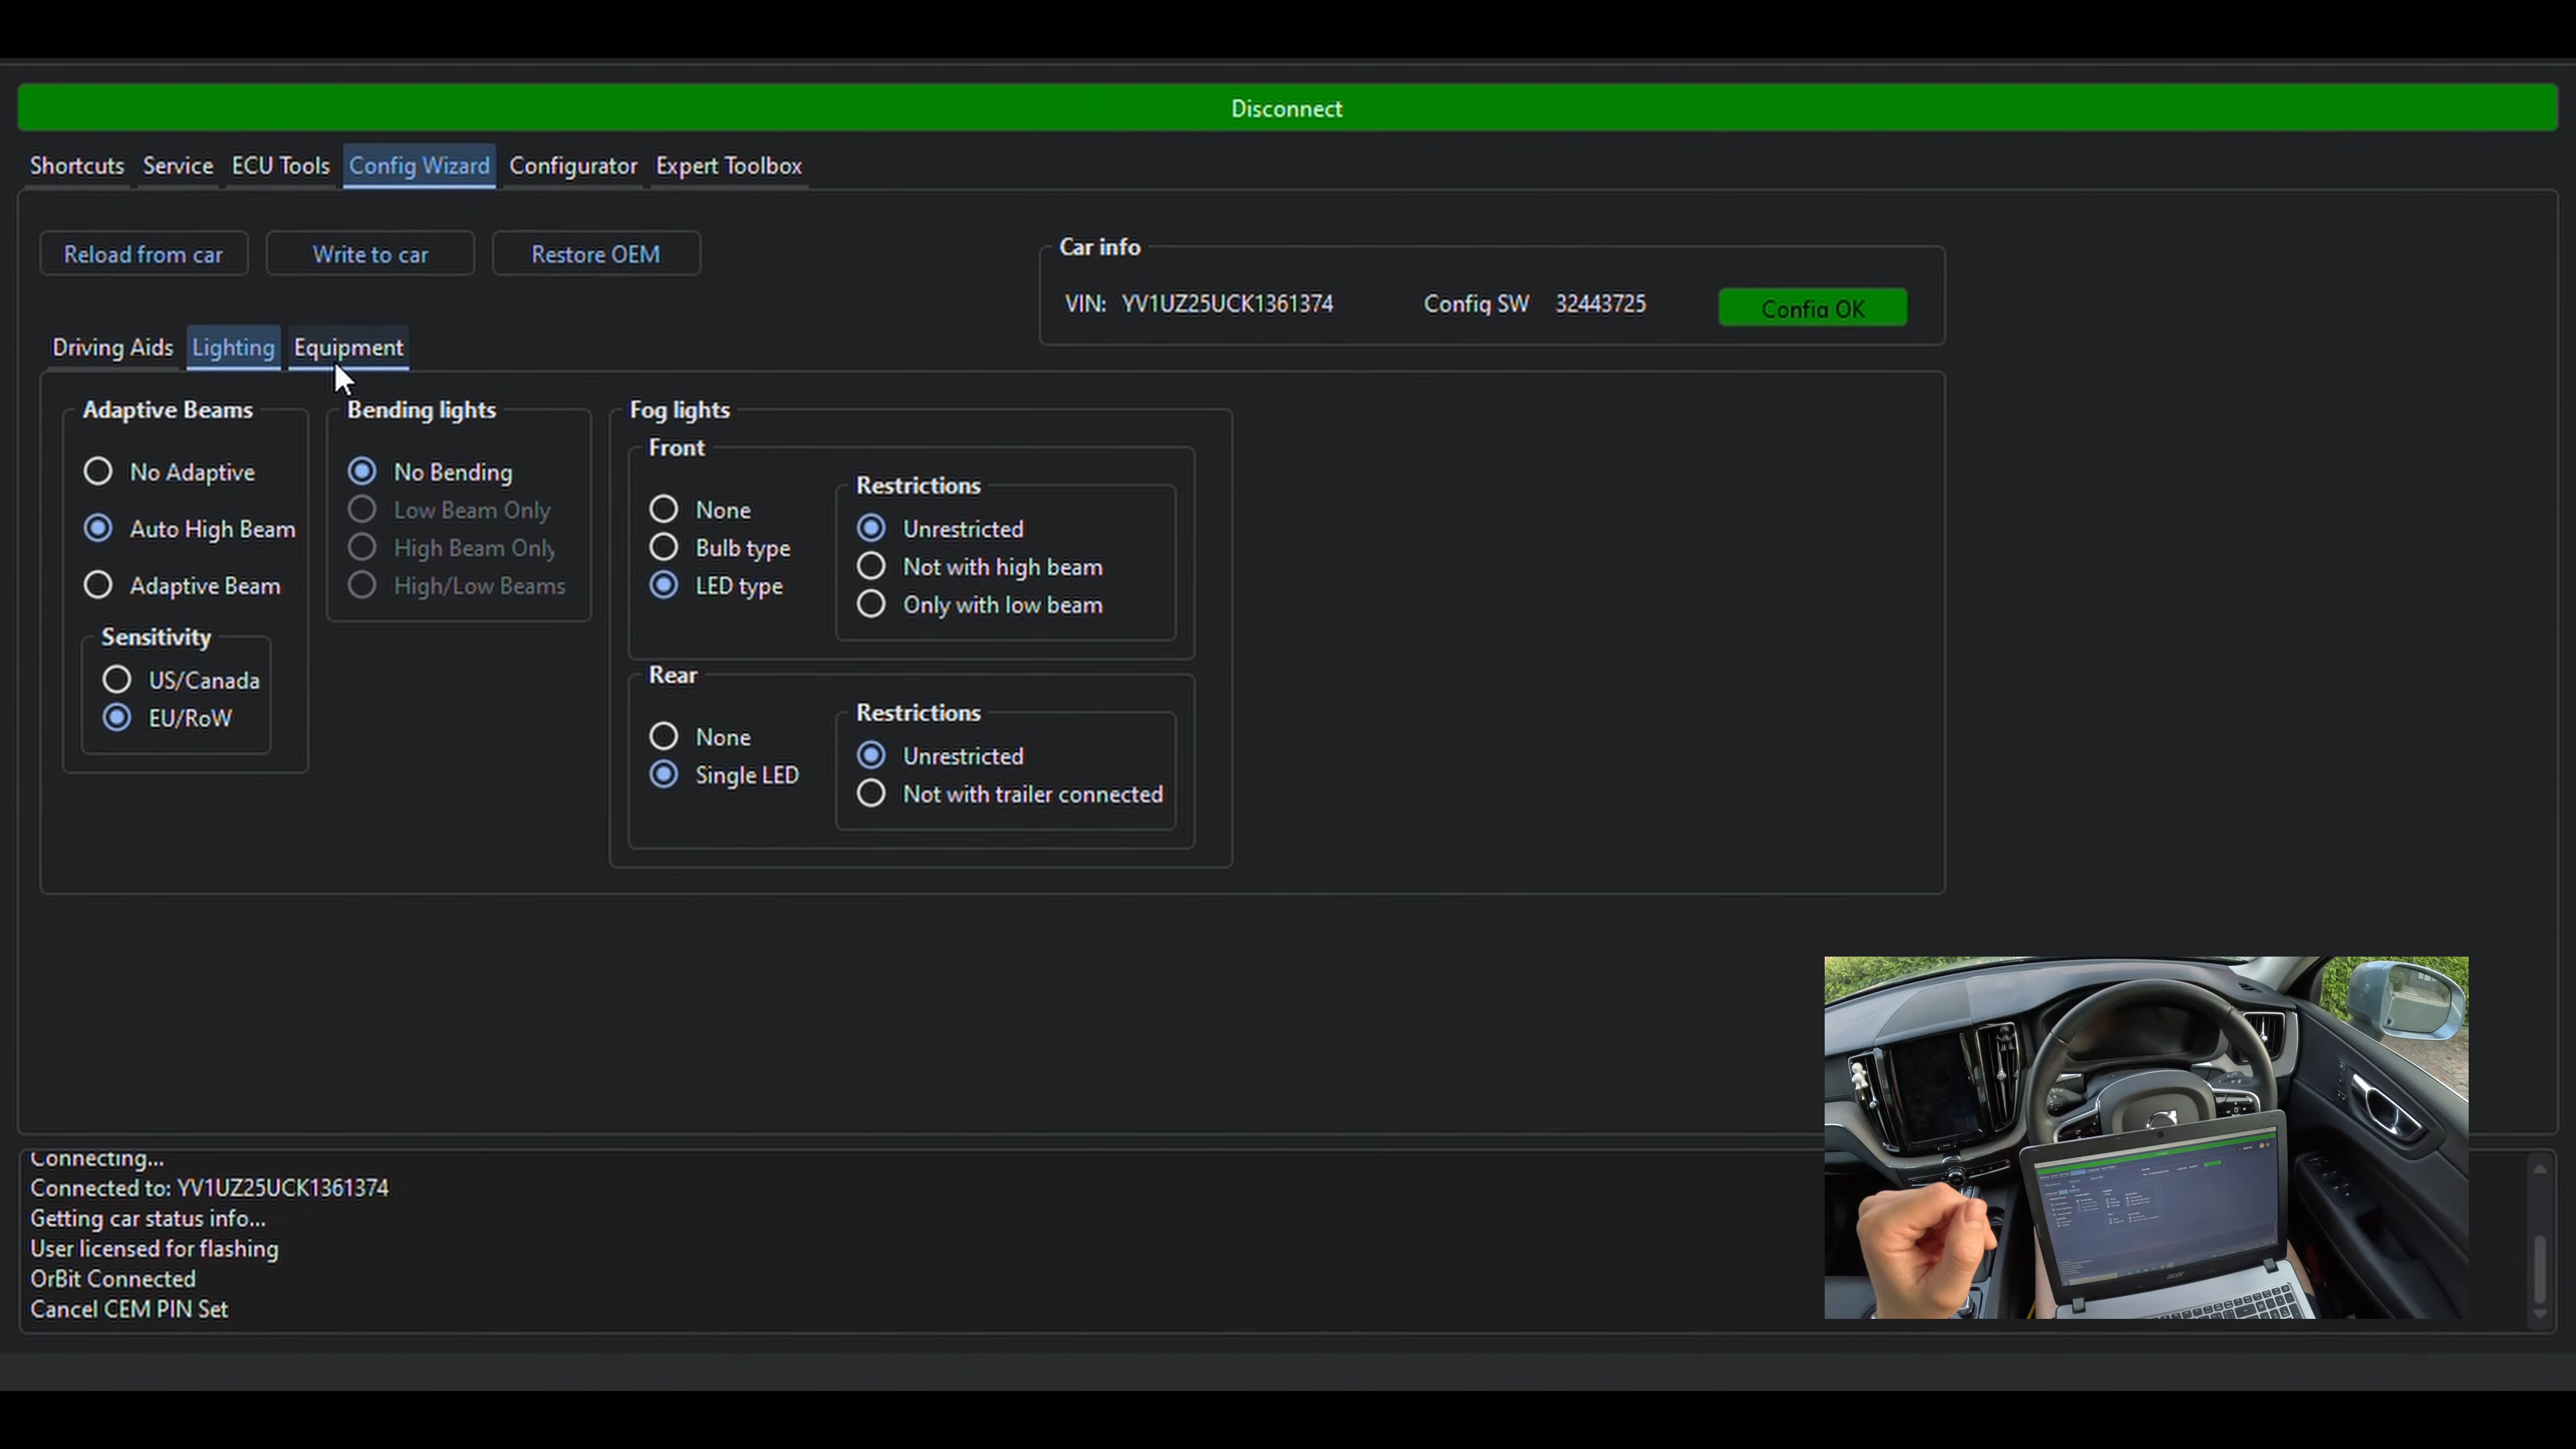 Disconnect
Shortcuts Service ECU Tools Config Wizard Configurator Expert Toolbox
Reload from car Write to car Restore OEM
Car info
VIN: YV1UZ25UCK1361374 Config SW 32443725 Config OK
Driving Aids Lighting Equipment
Adaptive Beams
No Adaptive
Auto High Beam
Adaptive Beam
Sensitivity
US/Canada
EU/RoW
Bending lights
No Bending
Low Beam Only
High Beam Only
High/Low Beams
Fog lights
Front
None
Bulb type
LED type
Restrictions
Unrestricted
Not with high beam
Only with low beam
Rear
None
Single LED
Restrictions
Unrestricted
Not with trailer connected
Connecting...
Connected to: YV1UZ25UCK1361374
Getting car status info...
User licensed for flashing
OrBit Connected
Cancel CEM PIN Set
acer